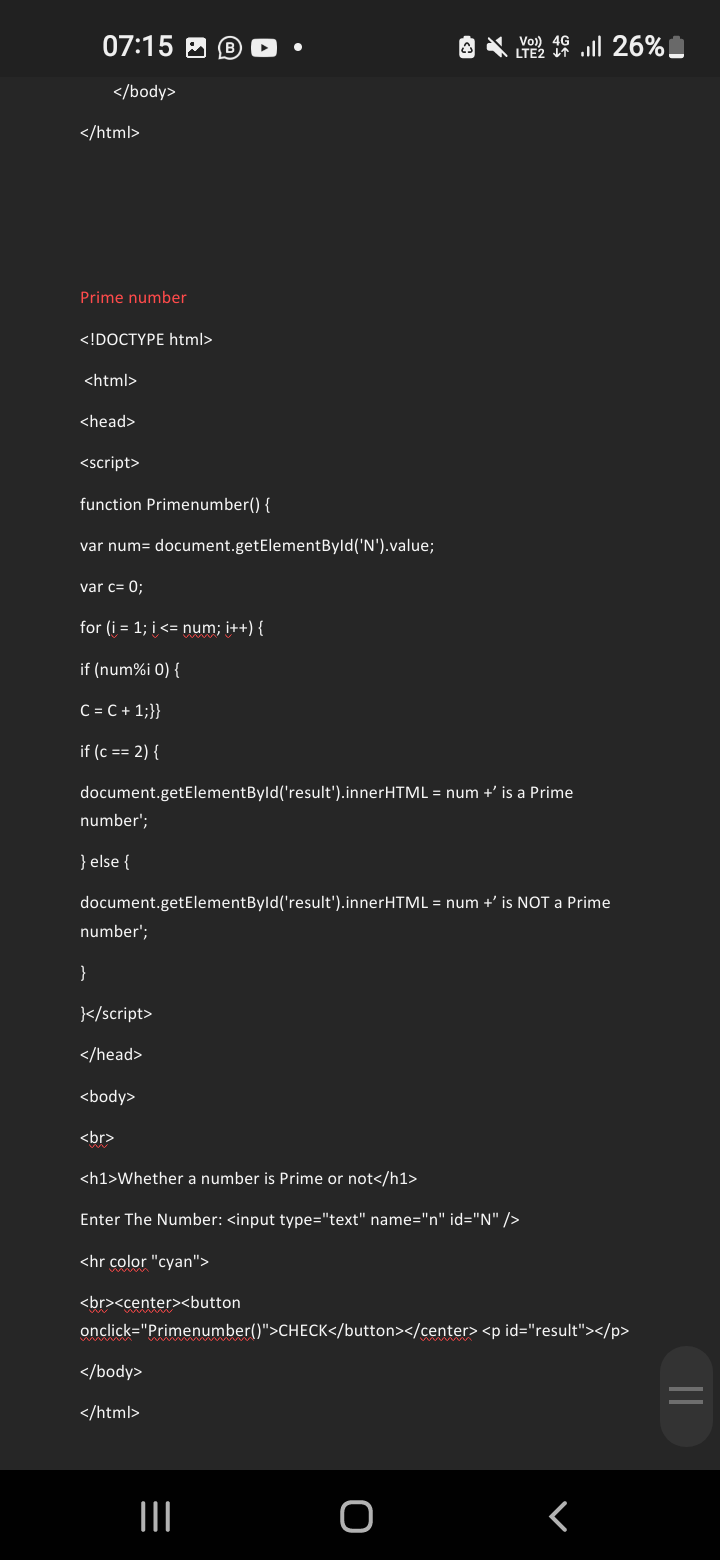 07:15
Vo)) LTE2 4G 26%
</body>
</html>
Prime number
<!DOCTYPE html>
<html>
<head>
<script>
function Primenumber() {
var num= document.getElementById('N').value;
var c= 0;
for (i = 1; i <= num; i++) {
if (num%i 0) {
C = C + 1;}}
if (c == 2) {
document.getElementById('result').innerHTML = num +’ is a Prime
number';
} else {
document.getElementById('result').innerHTML = num +’ is NOT a Prime
number';
}
}</script>
</head>
<body>
<br>
<h1>Whether a number is Prime or not</h1>
Enter The Number: <input type="text" name="n" id="N" />
<hr color "cyan">
<br><center><button
onclick="Primenumber()">CHECK</button></center> <p id="result"></p>
</body>
</html>